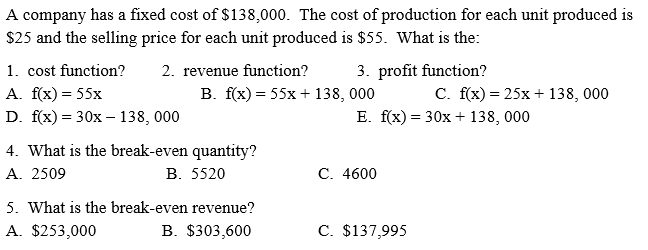 A company has a fixed cost of $138,000.  The cost of production for each unit produced is
$25 and the selling price for each unit produced is $55.  What is the:
1.  cost function?  2.  revenue function?  3.  profit function?
A.  f(x) = 55x  B.  f(x) = 55x + 138, 000  C.  f(x) = 25x + 138, 000
D.  f(x) = 30x – 138, 000  E.  f(x) = 30x + 138, 000
4.  What is the break-even quantity?
A.  2509  B.  5520  C.  4600
5.  What is the break-even revenue?
A.  $253,000  B.  $303,600  C.  $137,995